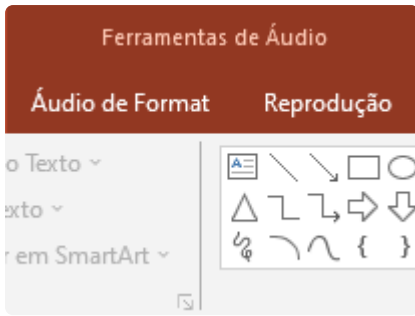 Ferramentas de Áudio
Áudio de Format Reprodução
o Texto
exto
r em SmartArt